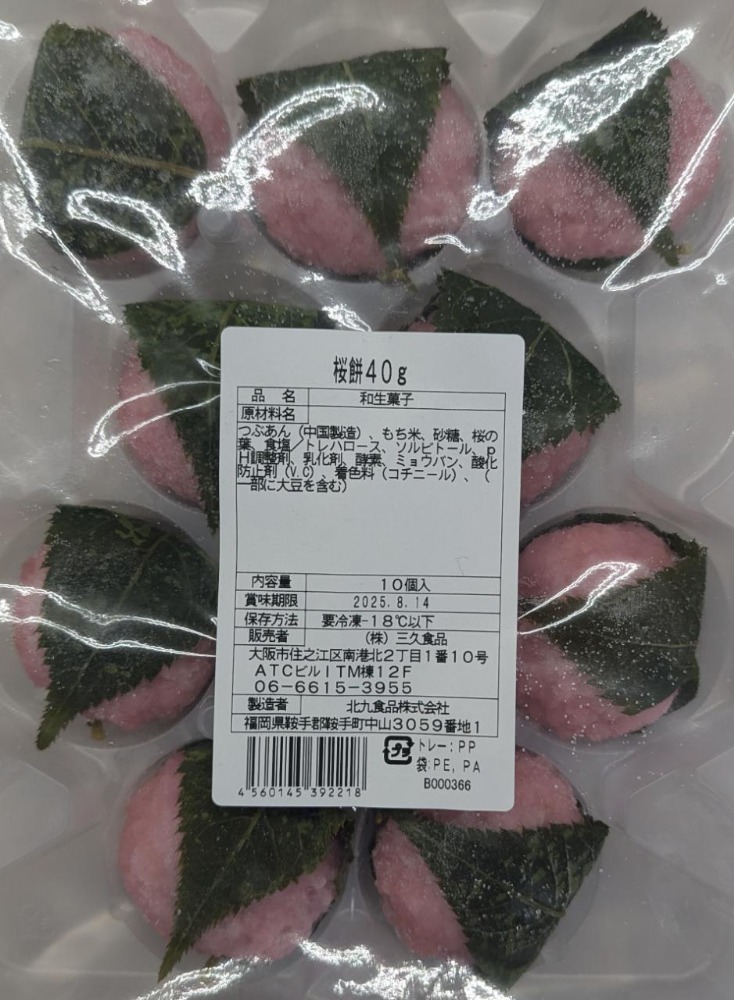 桜餅40g
品名 和生菓子
原材料名
つぶあん（中国製造）、もち米、砂糖、桜の
葉、食塩／トレハロース、ソルビトール、p
H調整剤、乳化剤、酵素、ミョウバン、酸化
防止剤（V.C）、着色料（コチニール）、（
一部に大豆を含む）
内容量 10個入
賞味期限 2025.8.14
保存方法 要冷凍-18℃以下
販売者 （株）三久食品
大阪市住之江区南港北2丁目1番10号
ATCビルITM棟12F
06-6615-3955
製造者 北九食品株式会社
福岡県鞍手郡鞍手町中山3059番地1
プラ トレー:PP
袋:PE, PA
4560145392218
B000366